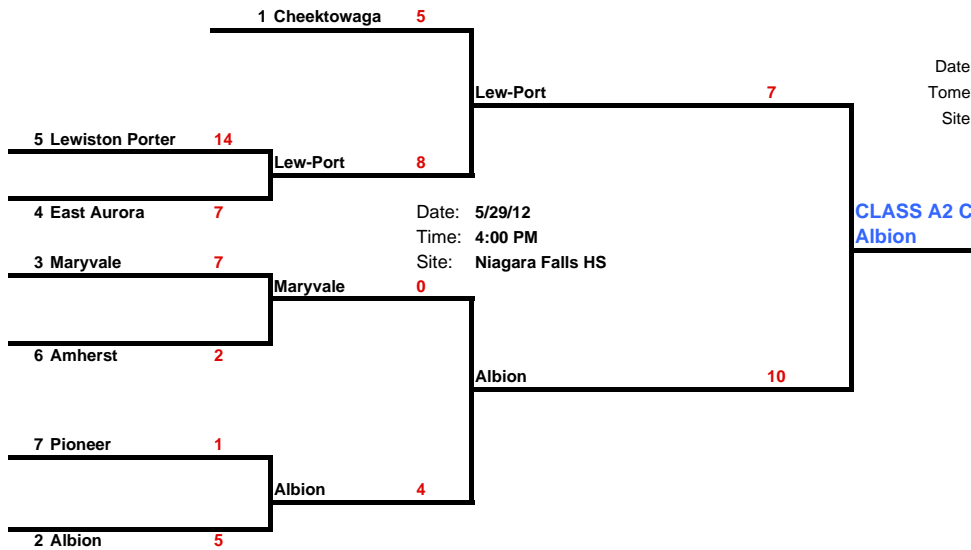 1 Cheektowaga 5
Date
Lew-Port 7
Tome
Site
5 Lewiston Porter 14
Lew-Port 8
4 East Aurora 7
Date: 5/29/12
CLASS A2 C
Time: 4:00 PM
Albion
3 Maryvale 7
Site: Niagara Falls HS
Maryvale 0
6 Amherst 2
Albion 10
7 Pioneer 1
Albion 4
2 Albion 5